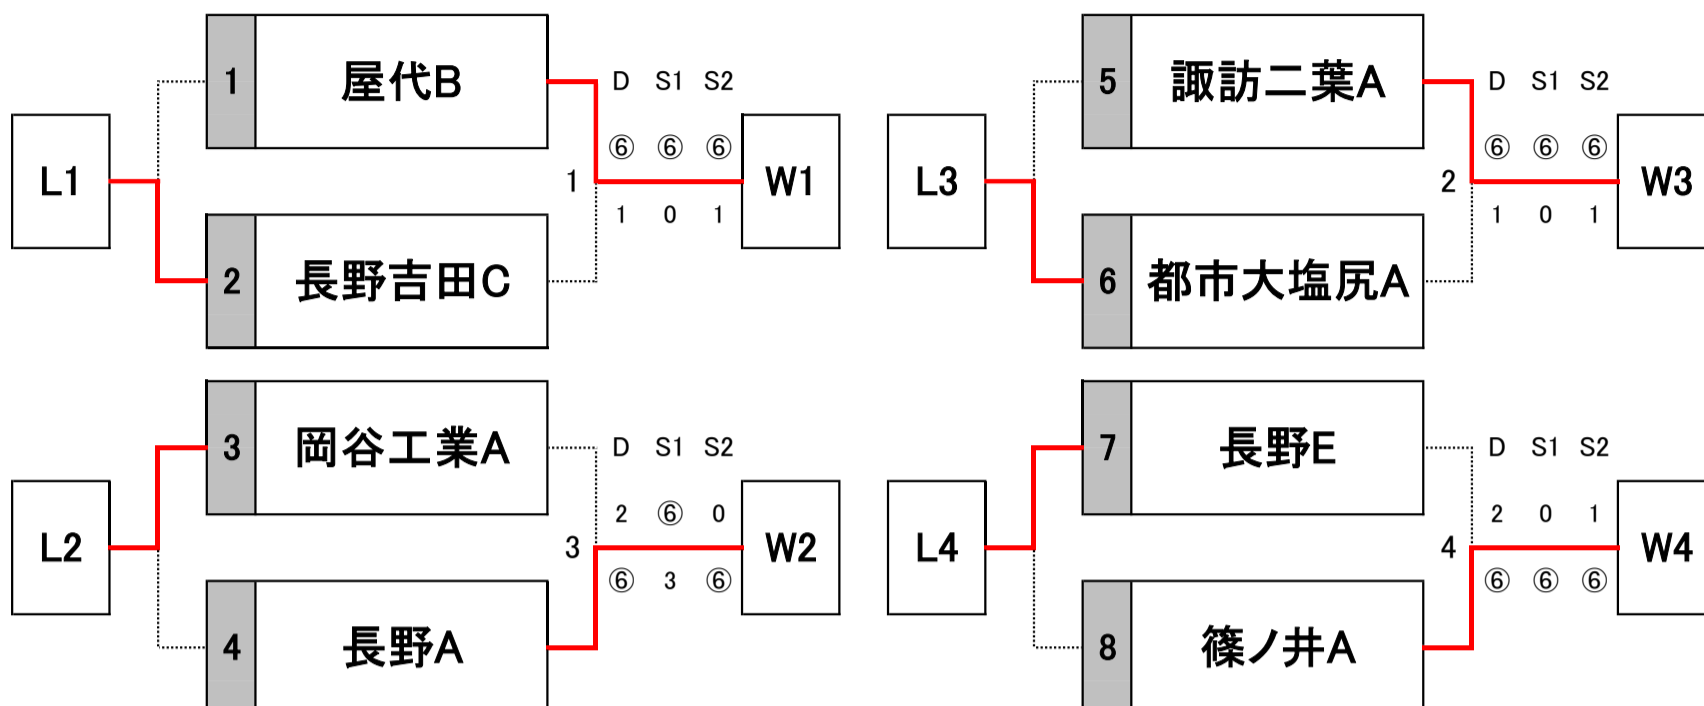 1 屋代B D S1 S2
L1 ⑥ ⑥ ⑥ W1
1
2 長野吉田C 1 0 1
5 諏訪二葉A D S1 S2
L3 ⑥ ⑥ ⑥ W3
2
6 都市大塩尻A 1 0 1
3 岡谷工業A D S1 S2
L2 2 ⑥ 0 W2
3
4 長野A ⑥ 3 ⑥
7 長野E D S1 S2
L4 2 0 1 W4
4
8 篠ノ井A ⑥ ⑥ ⑥